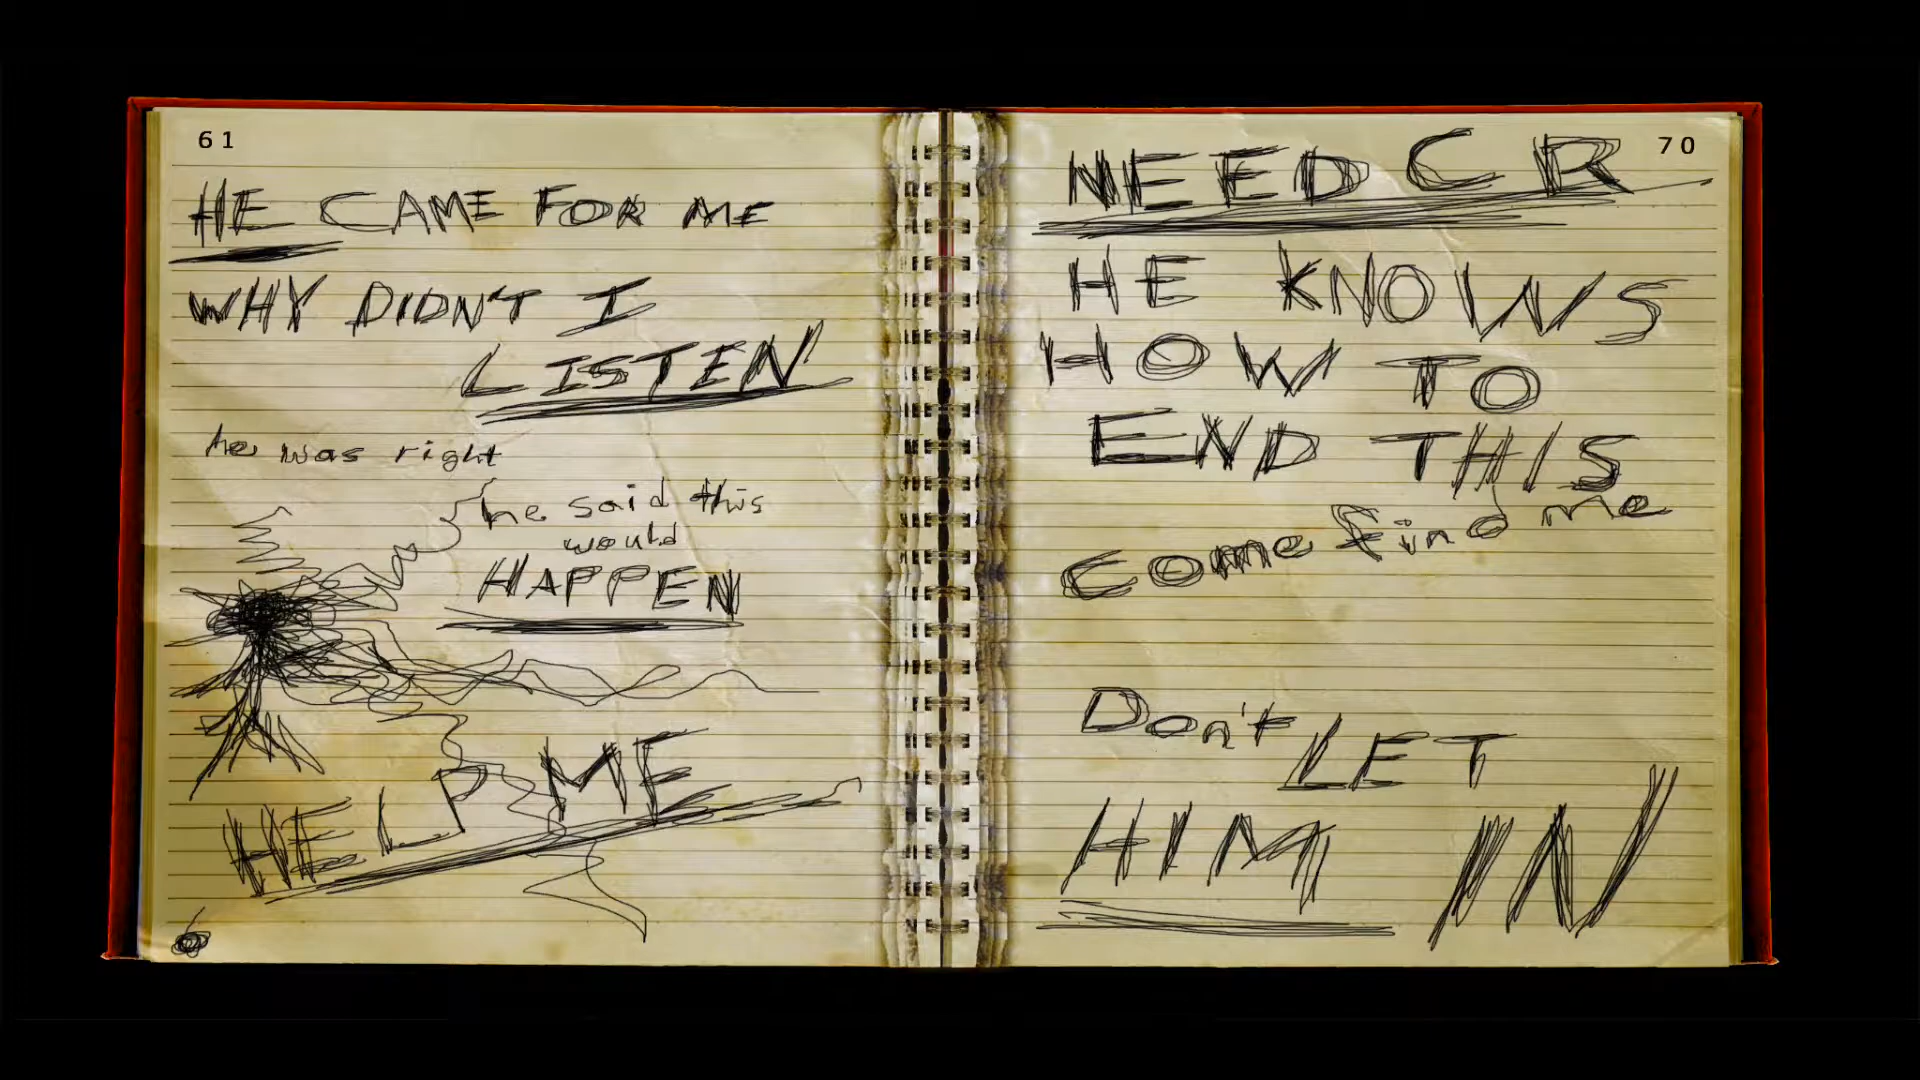 61
HE CAME FOR ME
WHY DIDN'T I
LISTEN
he was right
he said this
would
HAPPEN
HELP ME
70
NEED CR
HE KNOWS
HOW TO
END THIS
come find me
Don't LET
HIM IN